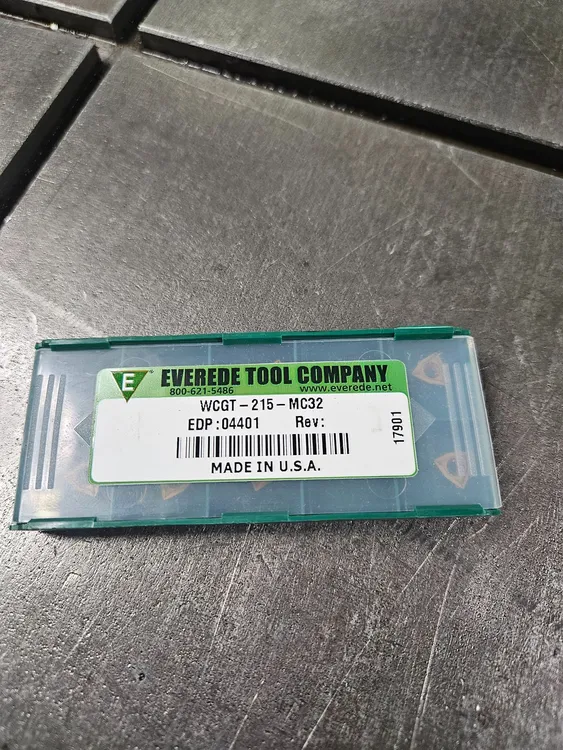 E EVEREDE TOOL COMPANY
800-621-5486 www.everede.net
WCGT-215-MC32
EDP:04401 Rev:
MADE IN U.S.A.
17901